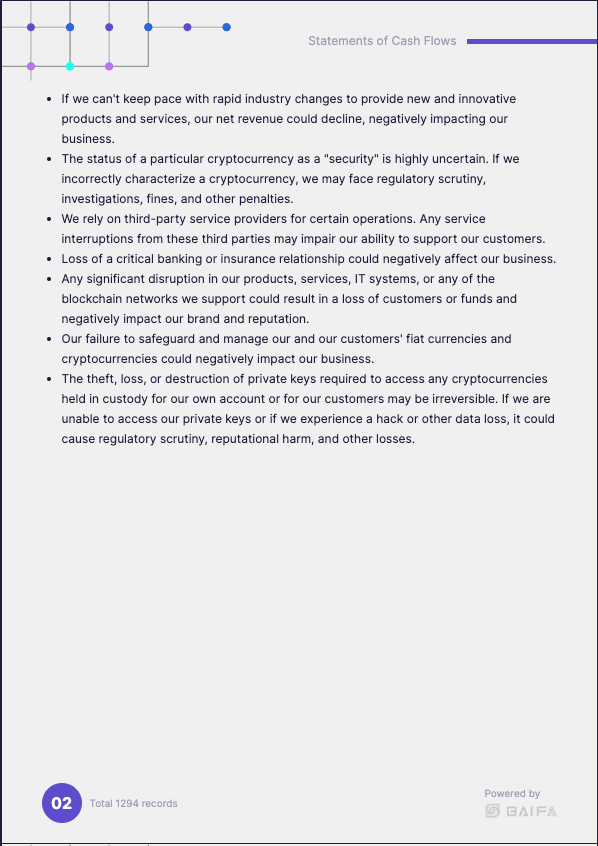 Statements of Cash Flows
• If we can't keep pace with rapid industry changes to provide new and innovative
products and services, our net revenue could decline, negatively impacting our
business.
• The status of a particular cryptocurrency as a "security" is highly uncertain. If we
incorrectly characterize a cryptocurrency, we may face regulatory scrutiny,
investigations, fines, and other penalties.
• We rely on third-party service providers for certain operations. Any service
interruptions from these third parties may impair our ability to support our customers.
• Loss of a critical banking or insurance relationship could negatively affect our business.
• Any significant disruption in our products, services, IT systems, or any of the
blockchain networks we support could result in a loss of customers or funds and
negatively impact our brand and reputation.
• Our failure to safeguard and manage our and our customers' fiat currencies and
cryptocurrencies could negatively impact our business.
• The theft, loss, or destruction of private keys required to access any cryptocurrencies
held in custody for our own account or for our customers may be irreversible. If we are
unable to access our private keys or if we experience a hack or other data loss, it could
cause regulatory scrutiny, reputational harm, and other losses.
02
Total 1294 records
Powered by
BAIFA